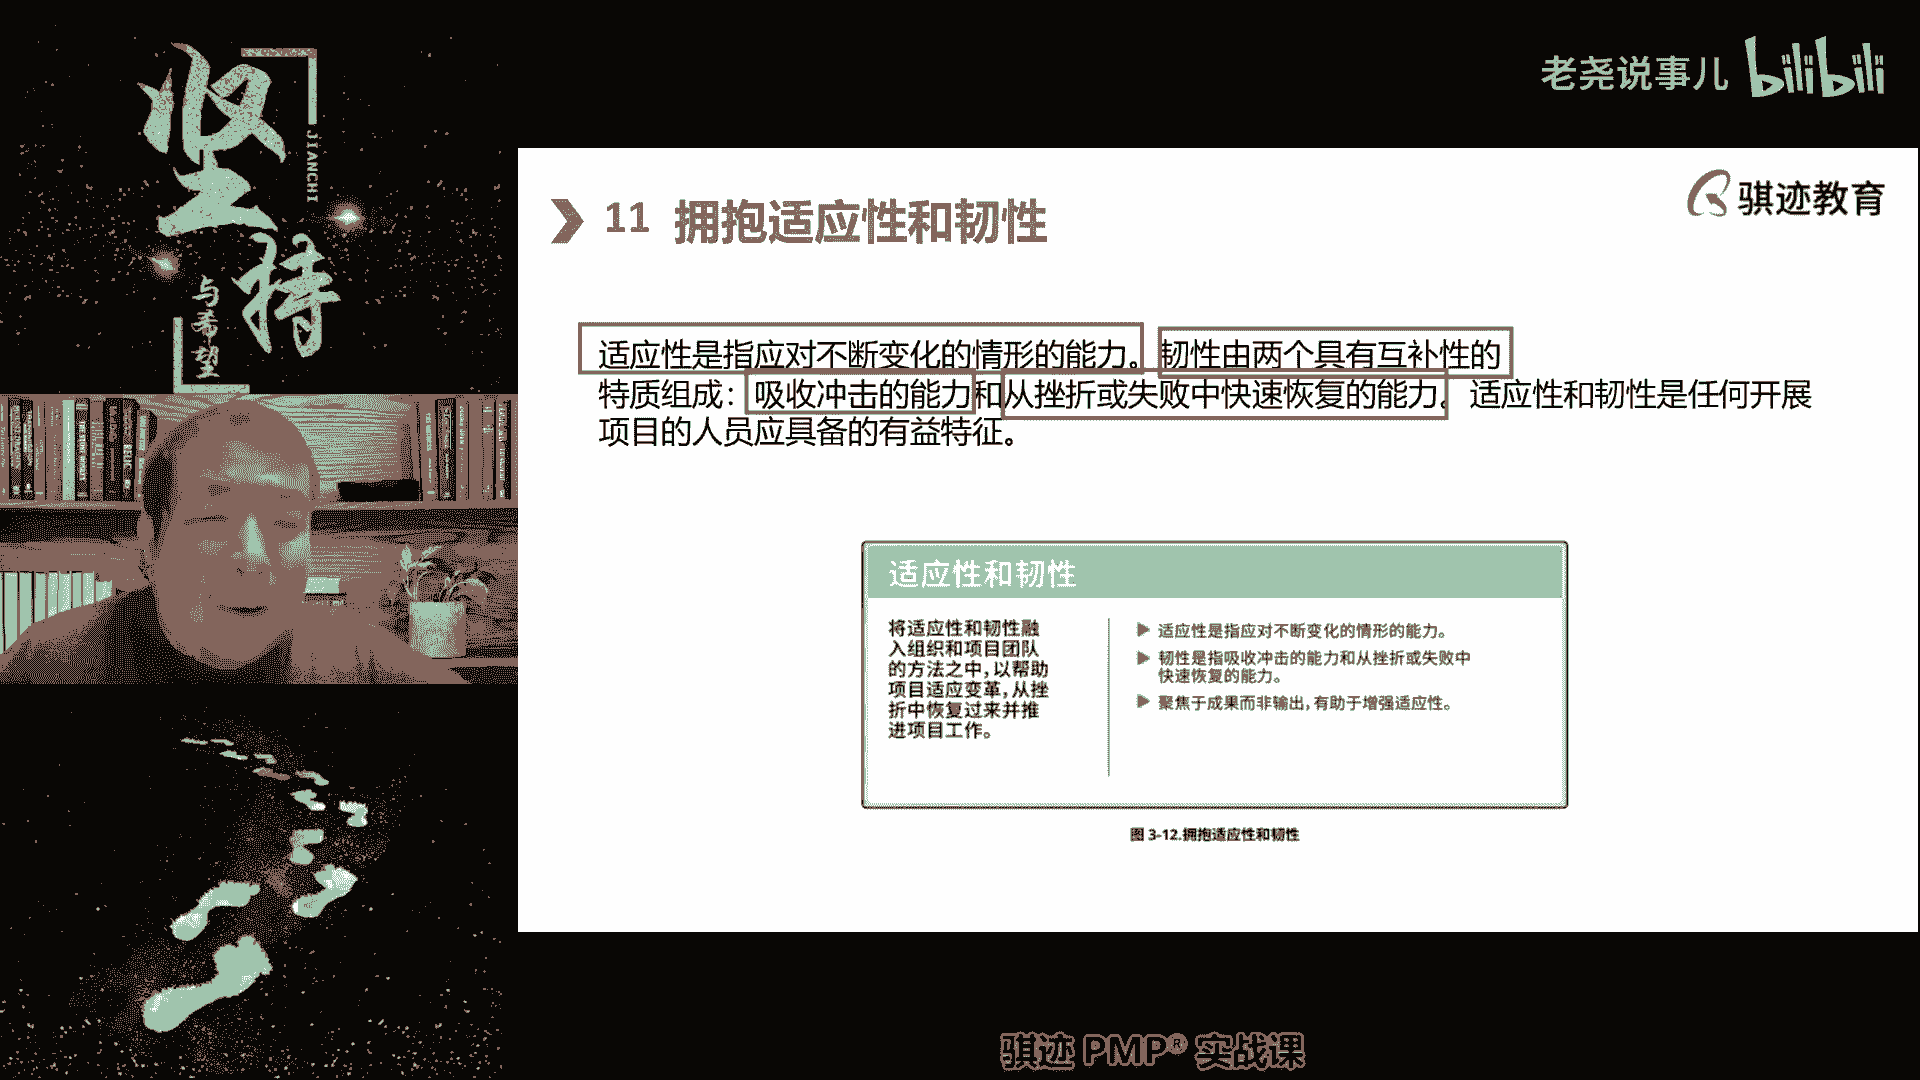 坚持
JIANCHI
与希望
老尧说事儿 bilibili
骐迹教育
11 拥抱适应性和韧性
适应性是指应对不断变化的情形的能力。韧性由两个具有互补性的
特质组成：吸收冲击的能力和从挫折或失败中快速恢复的能力。适应性和韧性是任何开展
项目的人员应具备的有益特征。
适应性和韧性
将适应性和韧性融
入组织和项目团队
的方法之中，以帮助
项目适应变革，从挫
折中恢复过来并推
进项目工作。
▶ 适应性是指应对不断变化的情形的能力。
▶ 韧性是指吸收冲击的能力和从挫折或失败中
快速恢复的能力。
▶ 聚焦于成果而非输出，有助于增强适应性。
图 3-12.拥抱适应性和韧性
骐迹 PMP® 实战课